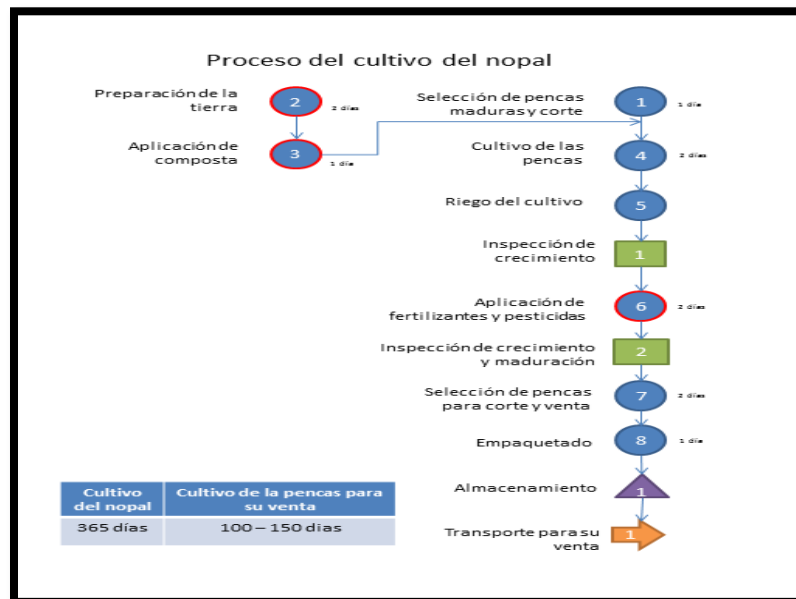 Proceso del cultivo del nopal
Preparación de la
tierra
2
2 días
Aplicación de
composta
3
1 día
Selección de pencas
maduras y corte
1
1 día
Cultivo de las
pencas
4
2 días
Riego del cultivo
5
Inspección de
crecimiento
1
Aplicación de
fertilizantes y pesticidas
6
2 días
Inspección de crecimiento
y maduración
2
Selección de pencas
para corte y venta
7
2 días
Empaquetado
8
1 día
Almacenamiento
1
Transporte para su
venta
1
Cultivo
del nopal
Cultivo de la pencas para
su venta
365 días
100 – 150 dias